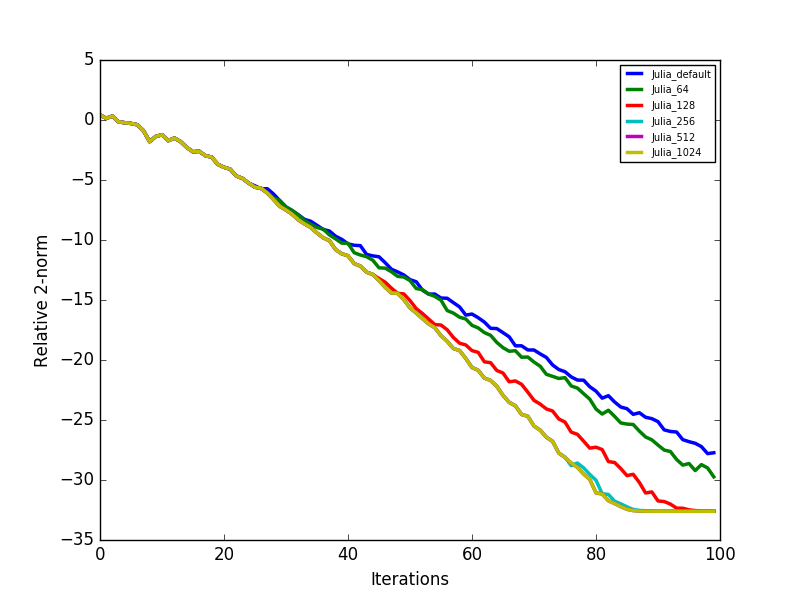 5
0
−5
−10
−15
−20
−25
−30
−35
Relative 2-norm
Julia_default
Julia_64
Julia_128
Julia_256
Julia_512
Julia_1024
0 20 40 60 80 100
Iterations